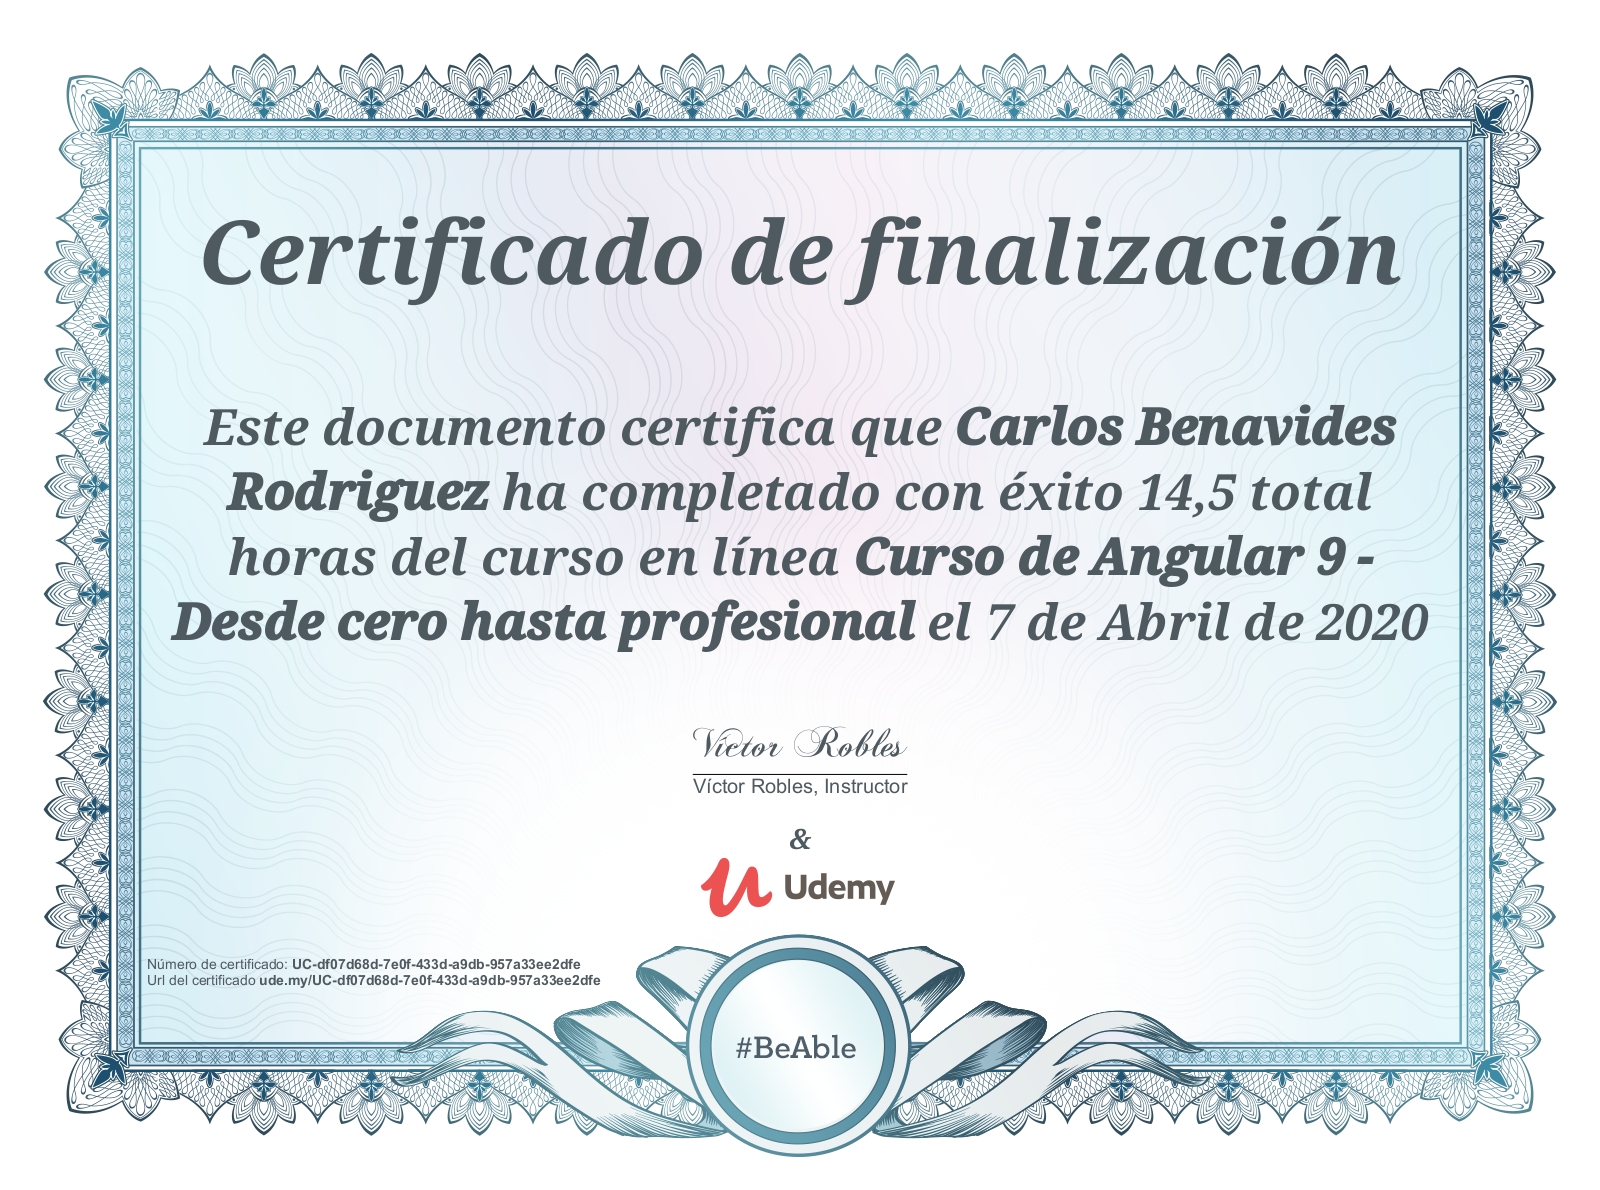 Certificado de finalización
Este documento certifica que Carlos Benavides
Rodriguez ha completado con éxito 14,5 total
horas del curso en línea Curso de Angular 9 -
Desde cero hasta profesional el 7 de Abril de 2020
Víctor Robles
Víctor Robles, Instructor
&
Udemy
Número de certificado: UC-df07d68d-7e0f-433d-a9db-957a33ee2dfe
Url del certificado ude.my/UC-df07d68d-7e0f-433d-a9db-957a33ee2dfe
#BeAble